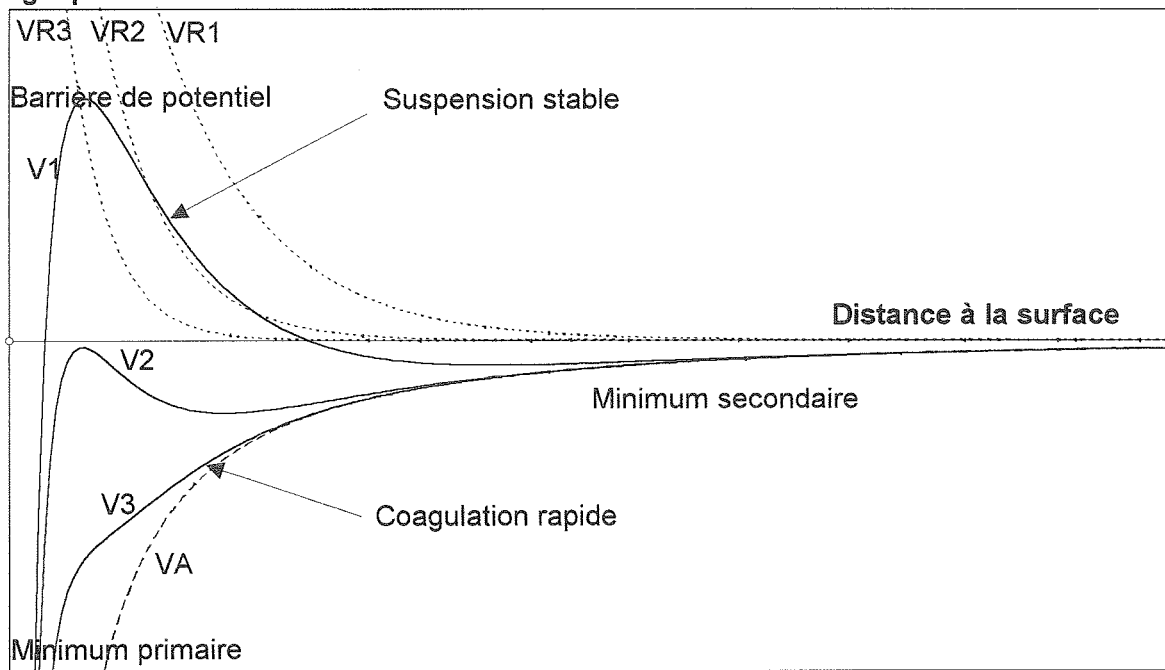 VR3 VR2 VR1
Barrière de potentiel
Suspension stable
V1
Distance à la surface
V2
Minimum secondaire
V3
Coagulation rapide
VA
Minimum primaire